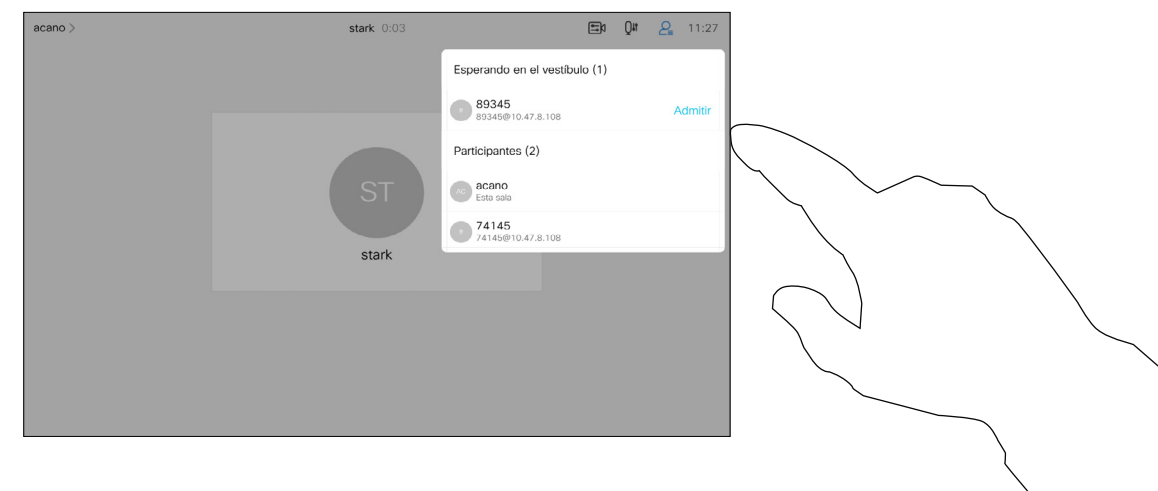 acano >
stark 0:03
11:27
Esperando en el vestíbulo (1)
89345
89345@10.47.8.108
Admitir
Participantes (2)
AC
acano
Esta sala
74145
74145@10.47.8.108
ST
stark